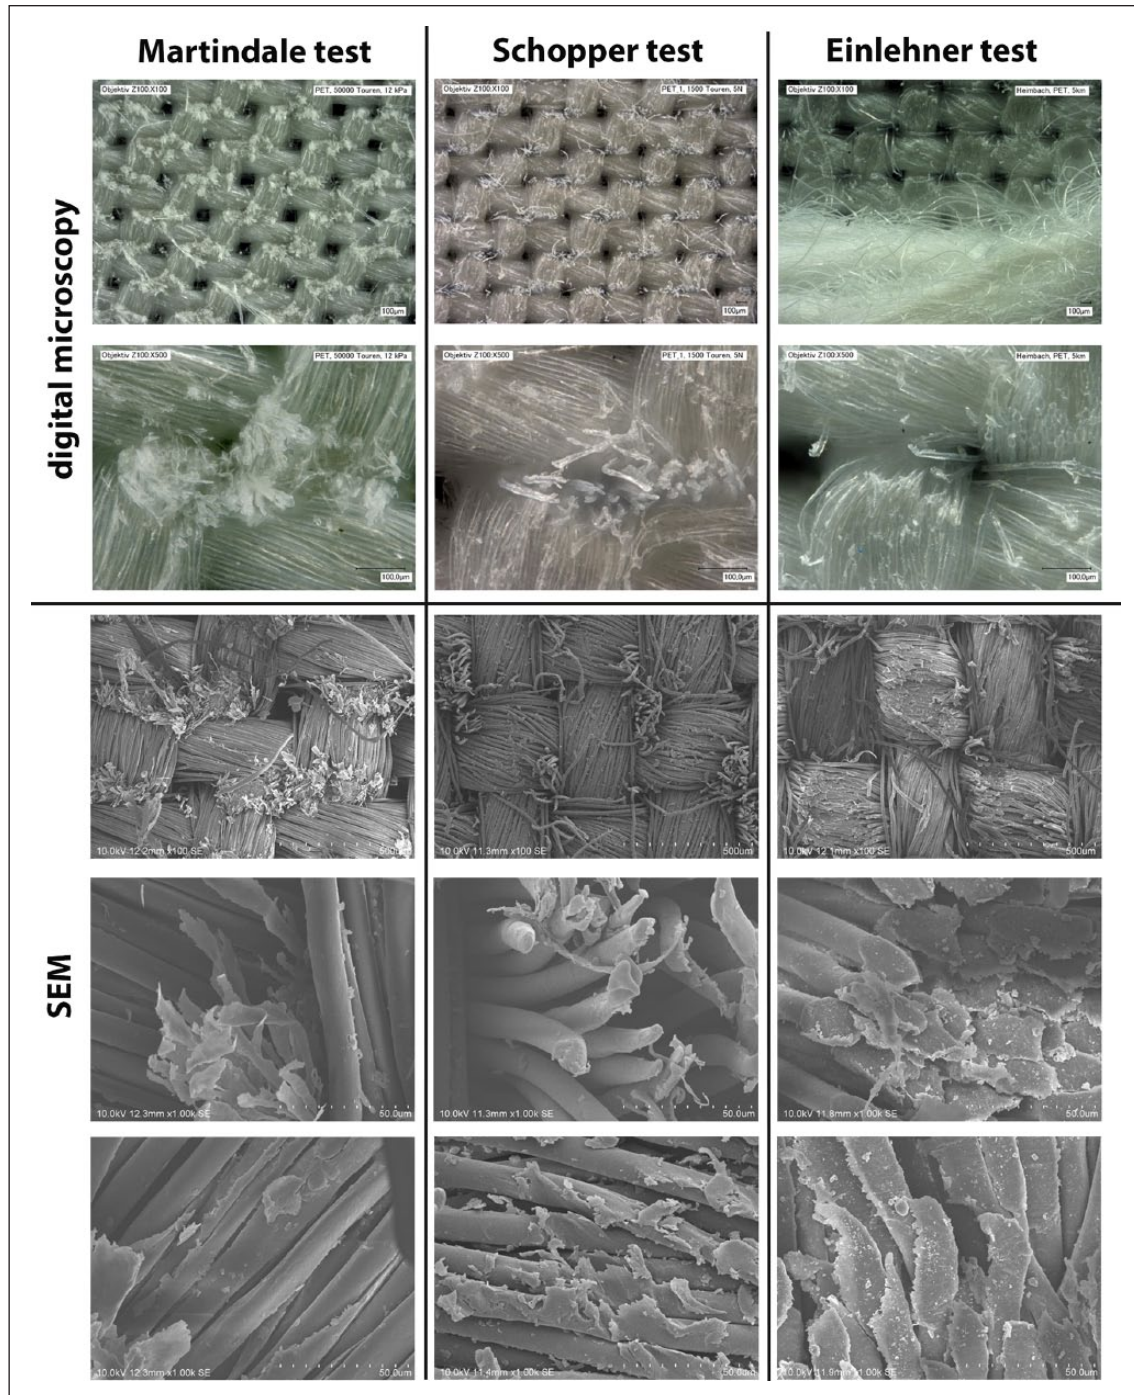 Martindale test Schopper test Einlehner test
digital microscopy
Objektiv Z100:X100 PET, 50000 Touren, 12 kPa
100µm
Objektiv Z100:X100 PET_1, 1500 Touren, 5N
100µm
Objektiv Z100:X100 Heimbach, PET, 5km
100µm
Objektiv Z100:X500 PET, 50000 Touren, 12 kPa
100,0µm
Objektiv Z100:X500 PET_1, 1500 Touren, 5N
100,0µm
Objektiv Z100:X500 Heimbach, PET, 5km
100,0µm
SEM
10.0kV 12.2mm x100 SE 500um
10.0kV 11.3mm x100 SE 500um
10.0kV 12.1mm x100 SE 500um
10.0kV 12.3mm x1.00k SE 50.0um
10.0kV 11.3mm x1.00k SE 50.0um
10.0kV 11.8mm x1.00k SE 50.0um
10.0kV 12.3mm x1.00k SE 50.0um
10.0kV 11.4mm x1.00k SE 50.0um
10.0kV 11.9mm x1.00k SE 50.0um